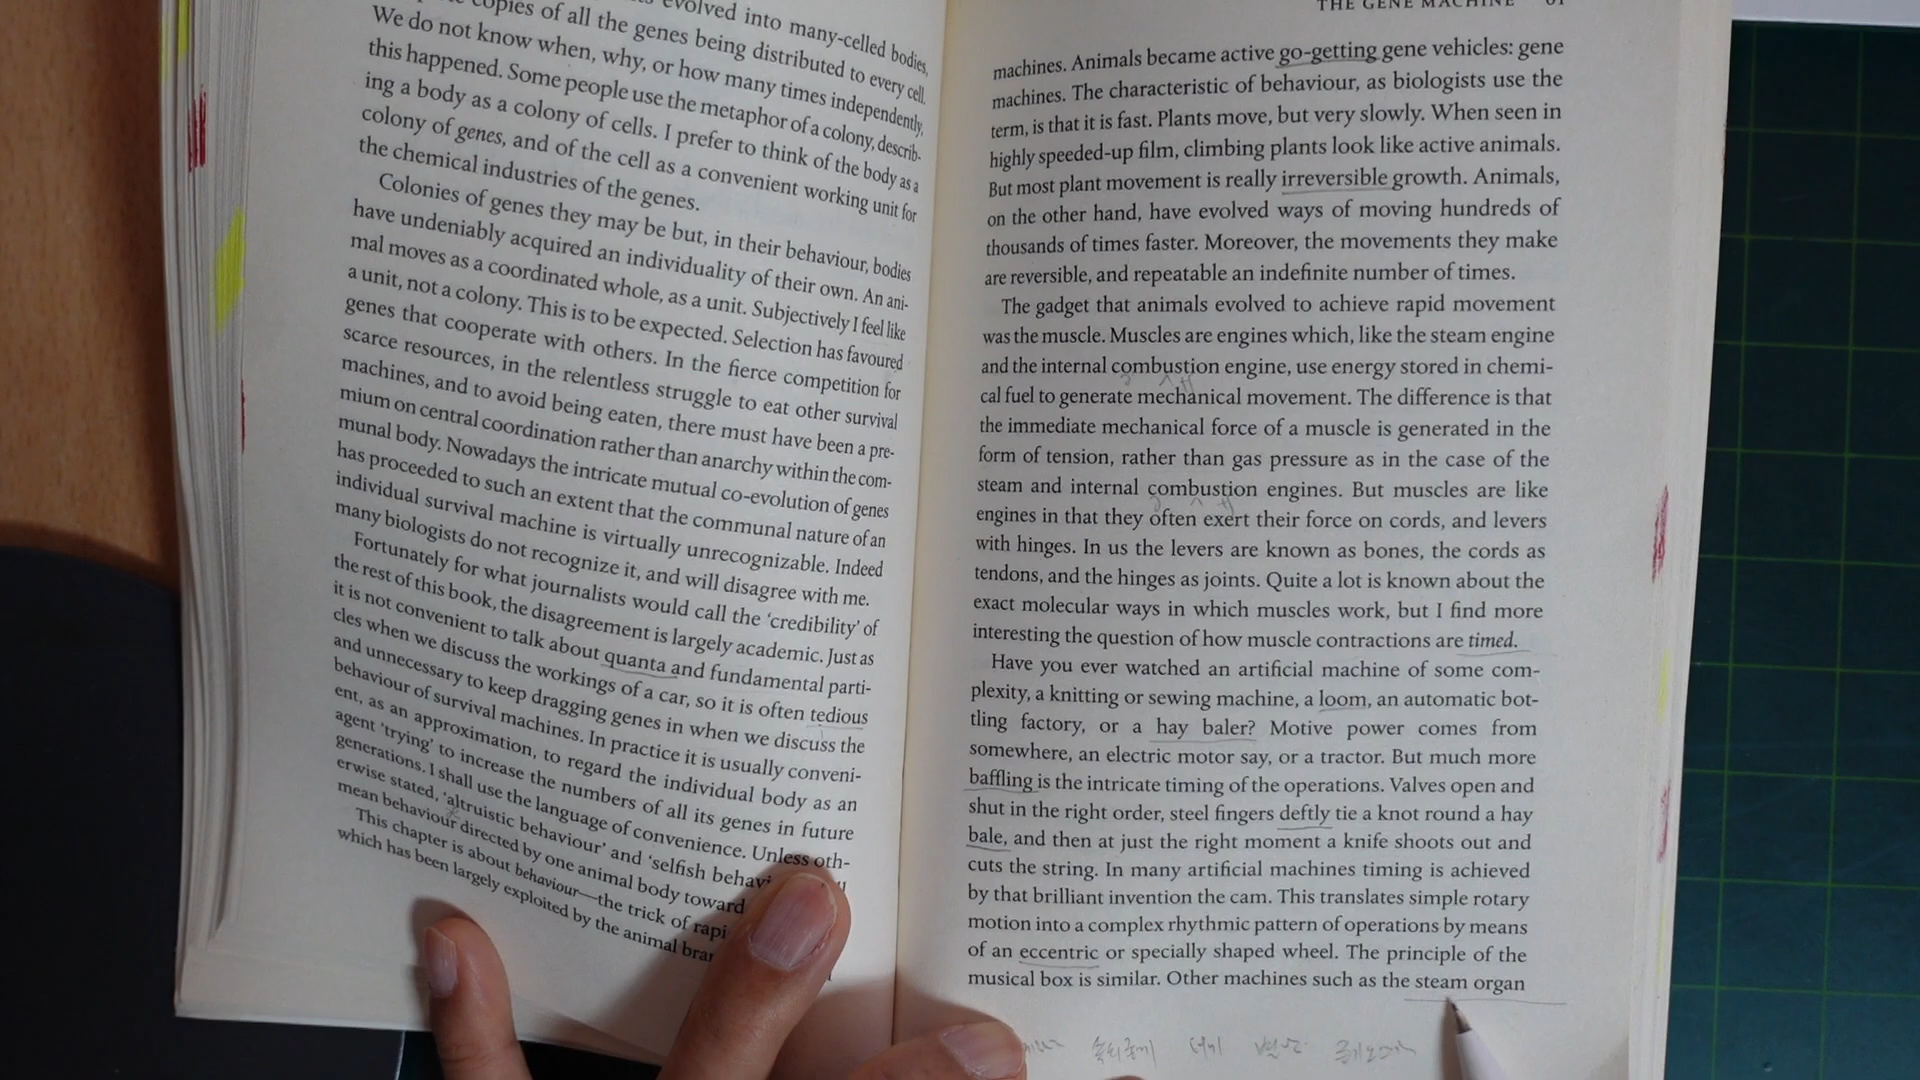 evolved into many-celled bodies,
copies of all the genes being distributed to every cell.
We do not know when, why, or how many times independently,
this happened. Some people use the metaphor of a colony, describ-
ing a body as a colony of cells. I prefer to think of the body as a
colony of genes, and of the cell as a convenient working unit for
the chemical industries of the genes.
Colonies of genes they may be but, in their behaviour, bodies
have undeniably acquired an individuality of their own. An ani-
mal moves as a coordinated whole, as a unit. Subjectively I feel like
a unit, not a colony. This is to be expected. Selection has favoured
genes that cooperate with others. In the fierce competition for
scarce resources, in the relentless struggle to eat other survival
machines, and to avoid being eaten, there must have been a pre-
mium on central coordination rather than anarchy within the com-
munal body. Nowadays the intricate mutual co-evolution of genes
has proceeded to such an extent that the communal nature of an
individual survival machine is virtually unrecognizable. Indeed
many biologists do not recognize it, and will disagree with me.
Fortunately for what journalists would call the ‘credibility’ of
the rest of this book, the disagreement is largely academic. Just as
it is not convenient to talk about quanta and fundamental parti-
cles when we discuss the workings of a car, so it is often tedious
and unnecessary to keep dragging genes in when we discuss the
behaviour of survival machines. In practice it is usually conveni-
ent, as an approximation, to regard the individual body as an
agent ‘trying’ to increase the numbers of all its genes in future
generations. I shall use the language of convenience. Unless oth-
erwise stated, ‘altruistic behaviour’ and ‘selfish behavi
mean behaviour directed by one animal body toward
This chapter is about behaviour—the trick of rapi
which has been largely exploited by the animal bran
THE GENE MACHINE 61
machines. Animals became active go-getting gene vehicles: gene
machines. The characteristic of behaviour, as biologists use the
term, is that it is fast. Plants move, but very slowly. When seen in
highly speeded-up film, climbing plants look like active animals.
But most plant movement is really irreversible growth. Animals,
on the other hand, have evolved ways of moving hundreds of
thousands of times faster. Moreover, the movements they make
are reversible, and repeatable an indefinite number of times.
The gadget that animals evolved to achieve rapid movement
was the muscle. Muscles are engines which, like the steam engine
and the internal combustion engine, use energy stored in chemi-
cal fuel to generate mechanical movement. The difference is that
the immediate mechanical force of a muscle is generated in the
form of tension, rather than gas pressure as in the case of the
steam and internal combustion engines. But muscles are like
engines in that they often exert their force on cords, and levers
with hinges. In us the levers are known as bones, the cords as
tendons, and the hinges as joints. Quite a lot is known about the
exact molecular ways in which muscles work, but I find more
interesting the question of how muscle contractions are timed.
Have you ever watched an artificial machine of some com-
plexity, a knitting or sewing machine, a loom, an automatic bot-
tling factory, or a hay baler? Motive power comes from
somewhere, an electric motor say, or a tractor. But much more
baffling is the intricate timing of the operations. Valves open and
shut in the right order, steel fingers deftly tie a knot round a hay
bale, and then at just the right moment a knife shoots out and
cuts the string. In many artificial machines timing is achieved
by that brilliant invention the cam. This translates simple rotary
motion into a complex rhythmic pattern of operations by means
of an eccentric or specially shaped wheel. The principle of the
musical box is similar. Other machines such as the steam organ